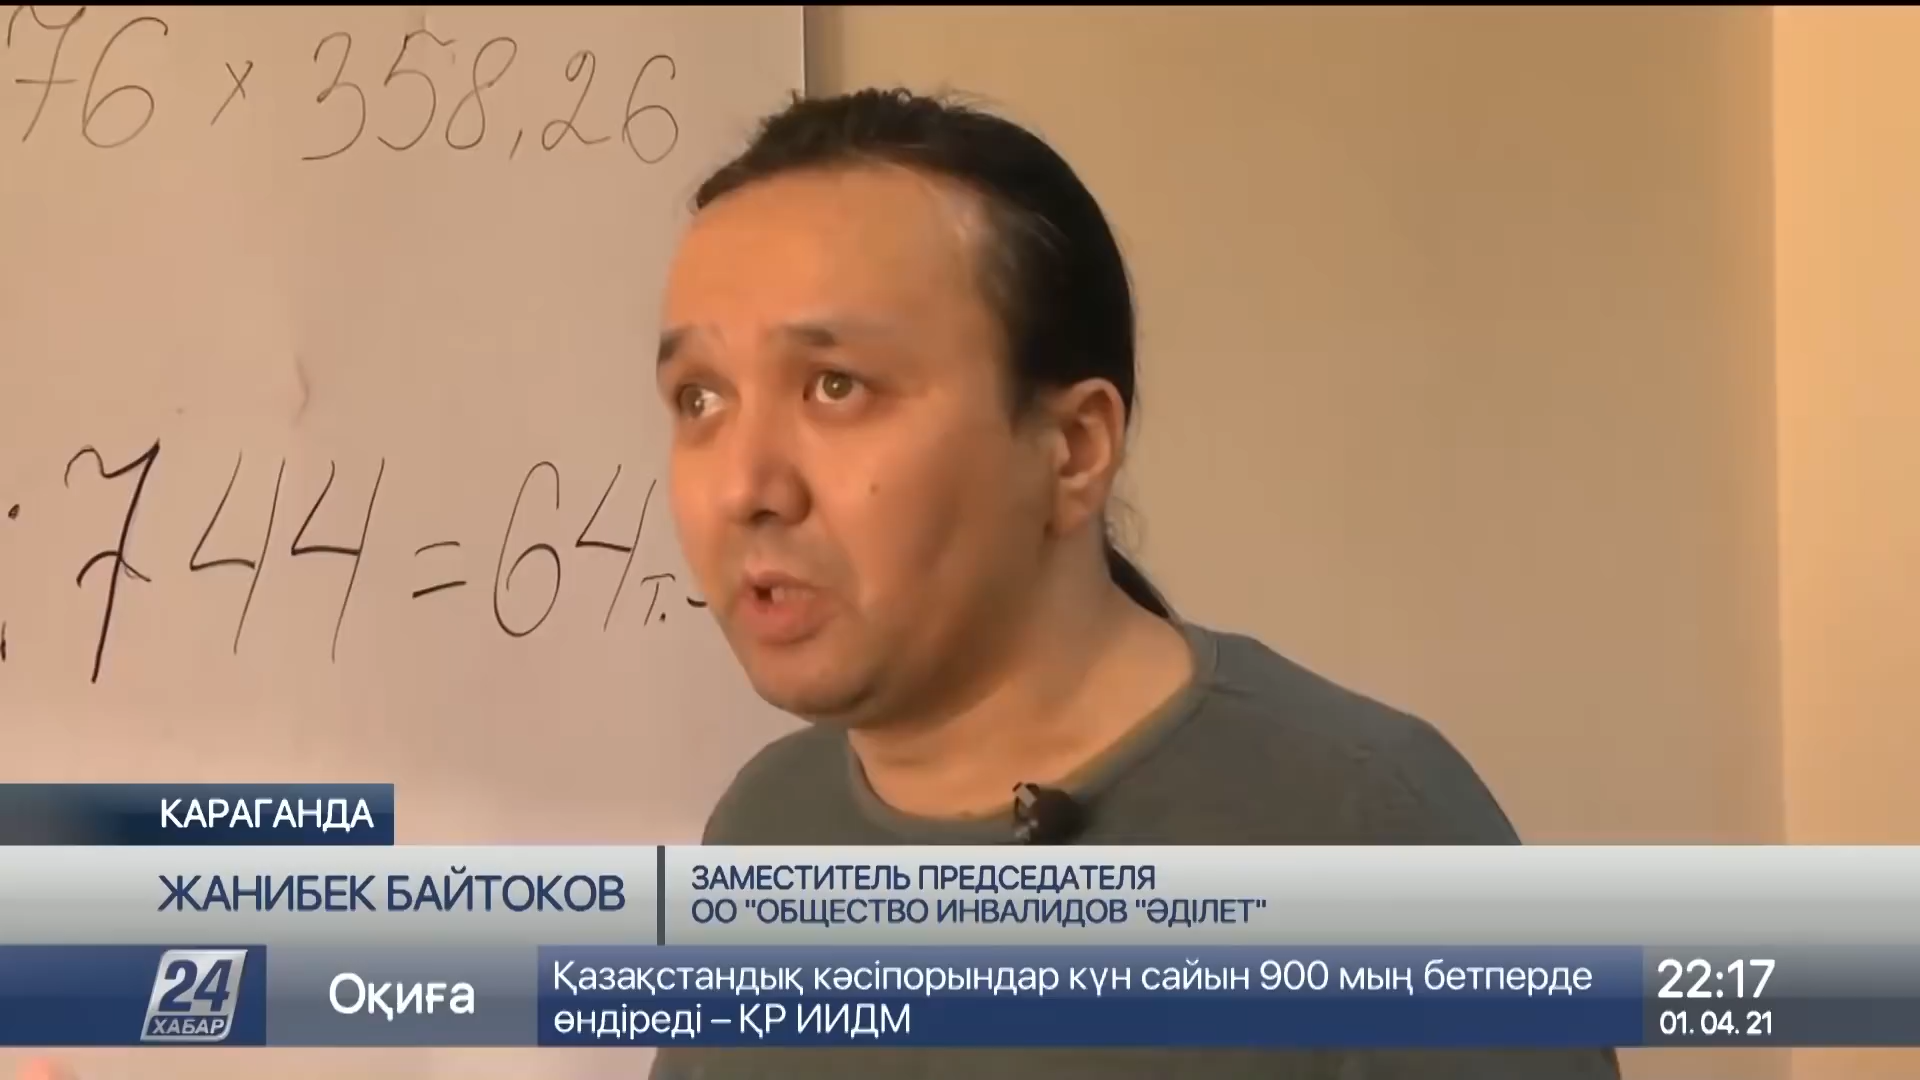 76 × 358,26
: 744 = 64 т.
КАРАГАНДА
ЖАНИБЕК БАЙТОКОВ
ЗАМЕСТИТЕЛЬ ПРЕДСЕДАТЕЛЯ
ОО "ОБЩЕСТВО ИНВАЛИДОВ "ӘДІЛЕТ"
24
ХАБАР
Оқиға
Қазақстандық кәсіпорындар күн сайын 900 мың бетперде
өндіреді – ҚР ИИДМ
22:17
01. 04. 21